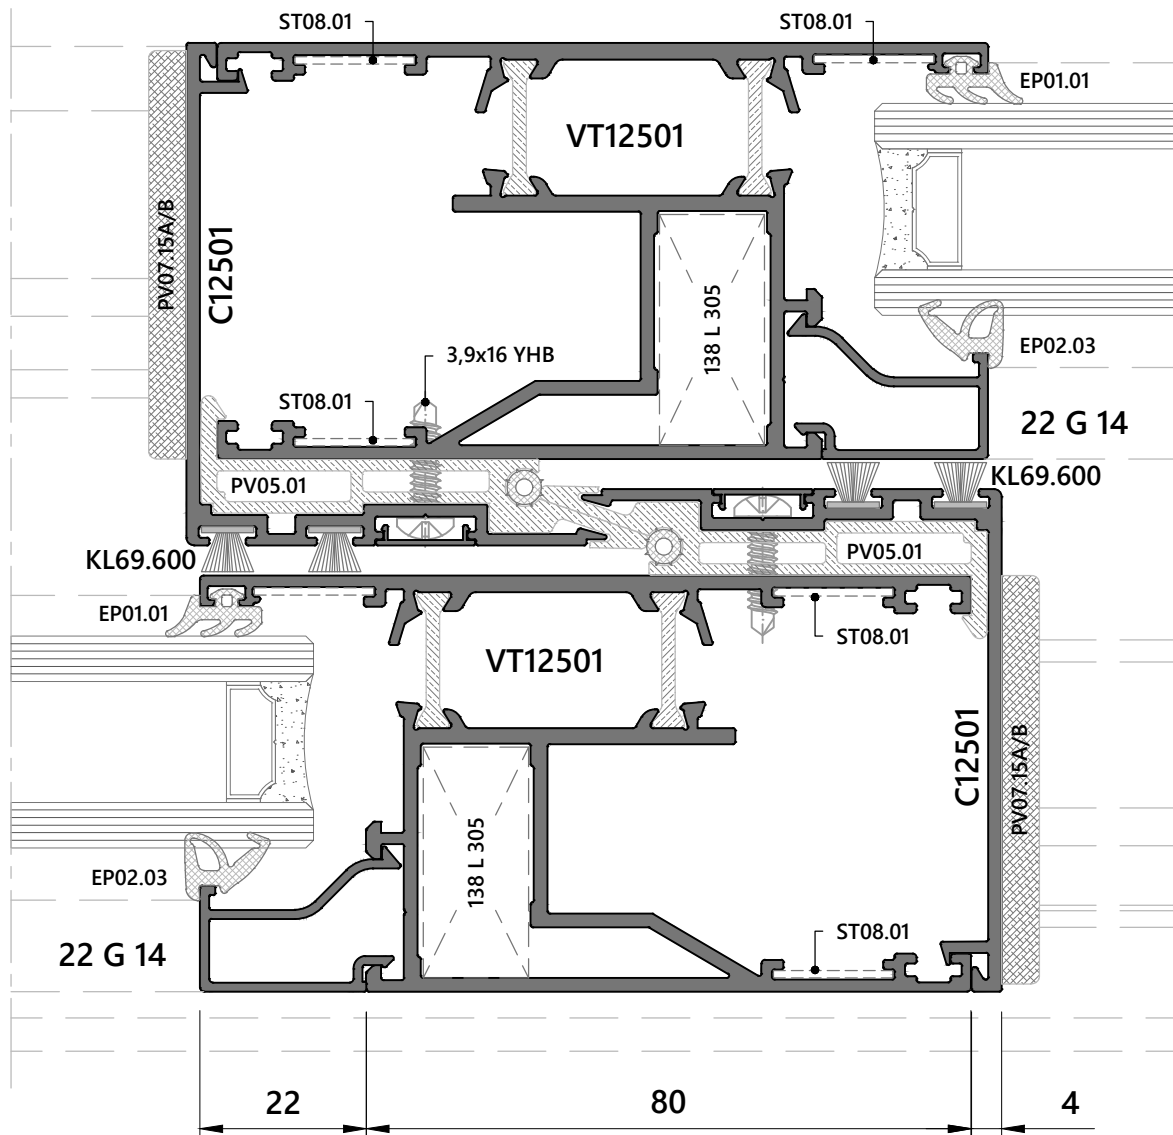 ST08.01
ST08.01
EP01.01
VT12501
PV07.15A/B
C12501
138 L 305
3,9x16 YHB
EP02.03
ST08.01
22 G 14
PV05.01
KL69.600
KL69.600
PV05.01
EP01.01
ST08.01
VT12501
C12501
PV07.15A/B
138 L 305
EP02.03
ST08.01
22 G 14
22
80
4